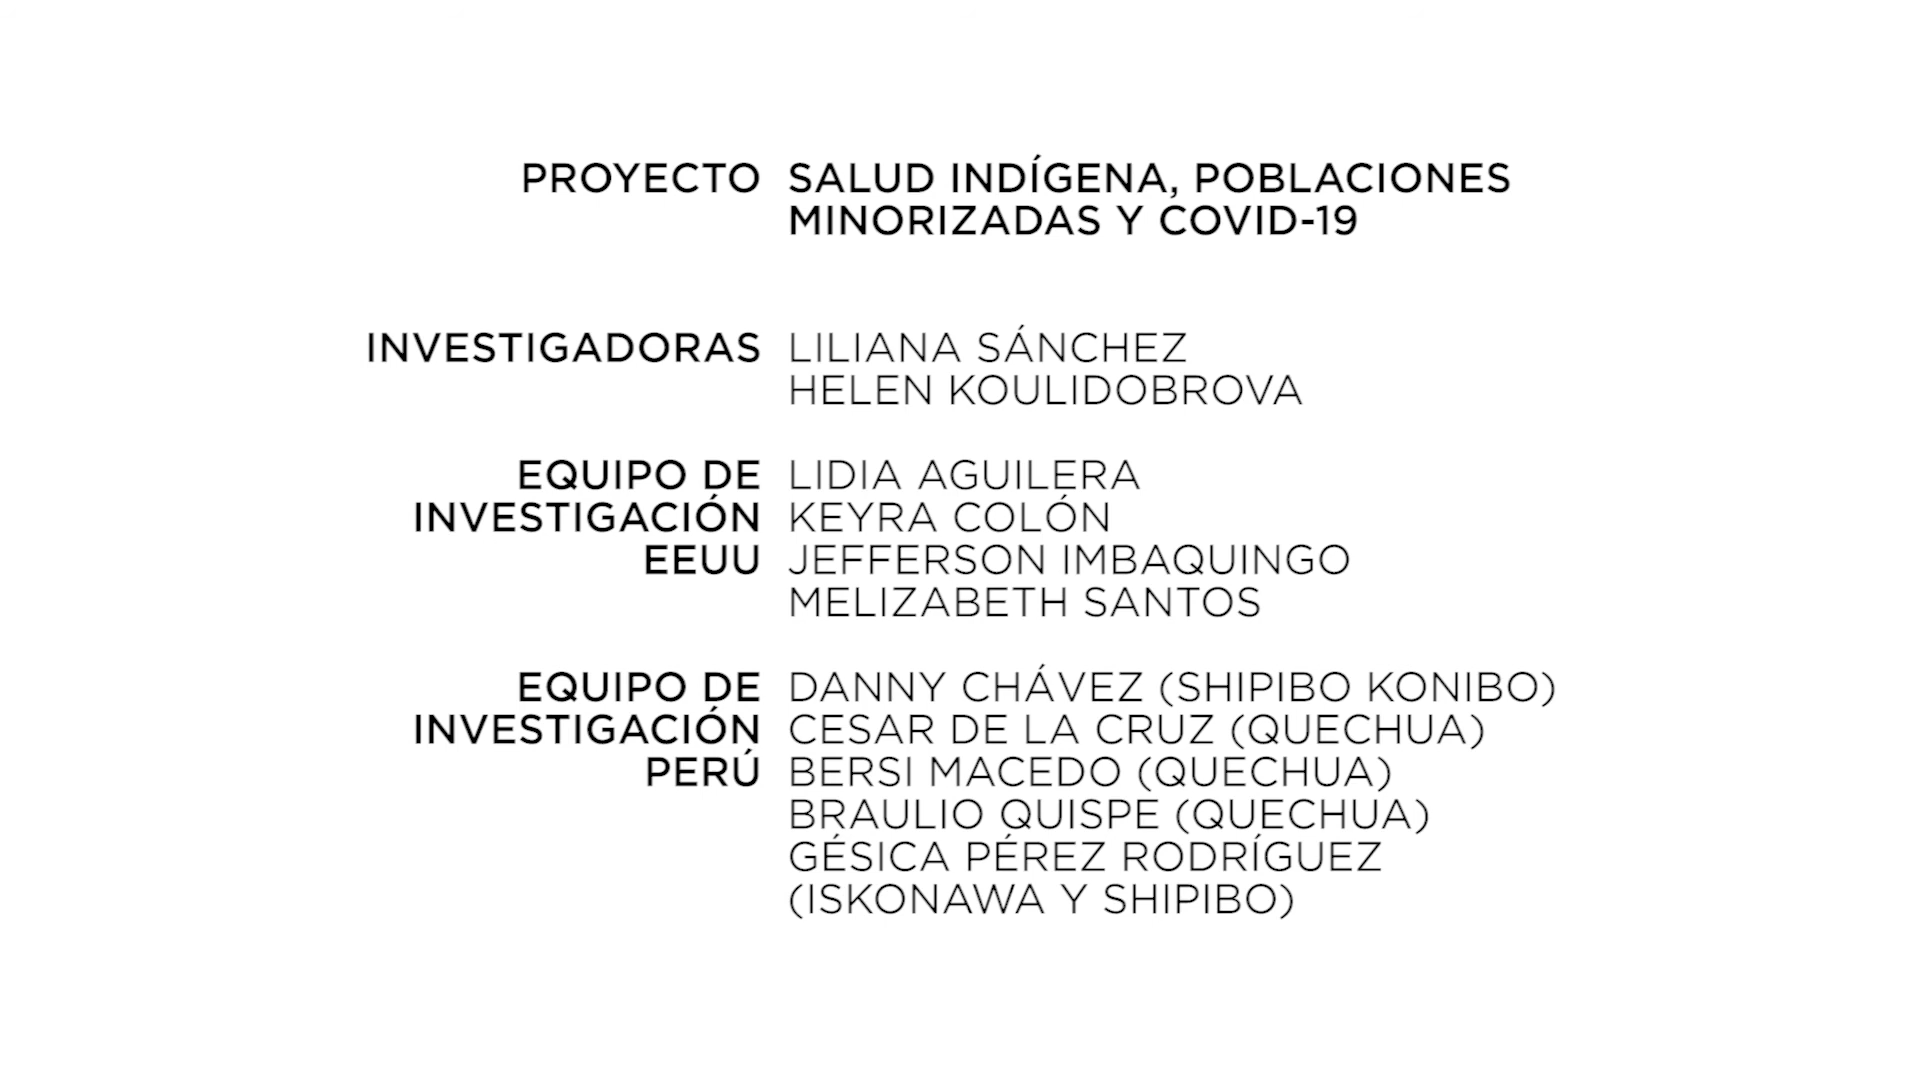 PROYECTO SALUD INDÍGENA, POBLACIONES
MINORIZADAS Y COVID-19
INVESTIGADORAS LILIANA SÁNCHEZ
HELEN KOULIDOBROVA
EQUIPO DE LIDIA AGUILERA
INVESTIGACIÓN KEYRA COLÓN
EEUU JEFFERSON IMBAQUINGO
MELIZABETH SANTOS
EQUIPO DE DANNY CHÁVEZ (SHIPIBO KONIBO)
INVESTIGACIÓN CESAR DE LA CRUZ (QUECHUA)
PERÚ BERSI MACEDO (QUECHUA)
BRAULIO QUISPE (QUECHUA)
GÉSICA PÉREZ RODRÍGUEZ
(ISKONAWA Y SHIPIBO)